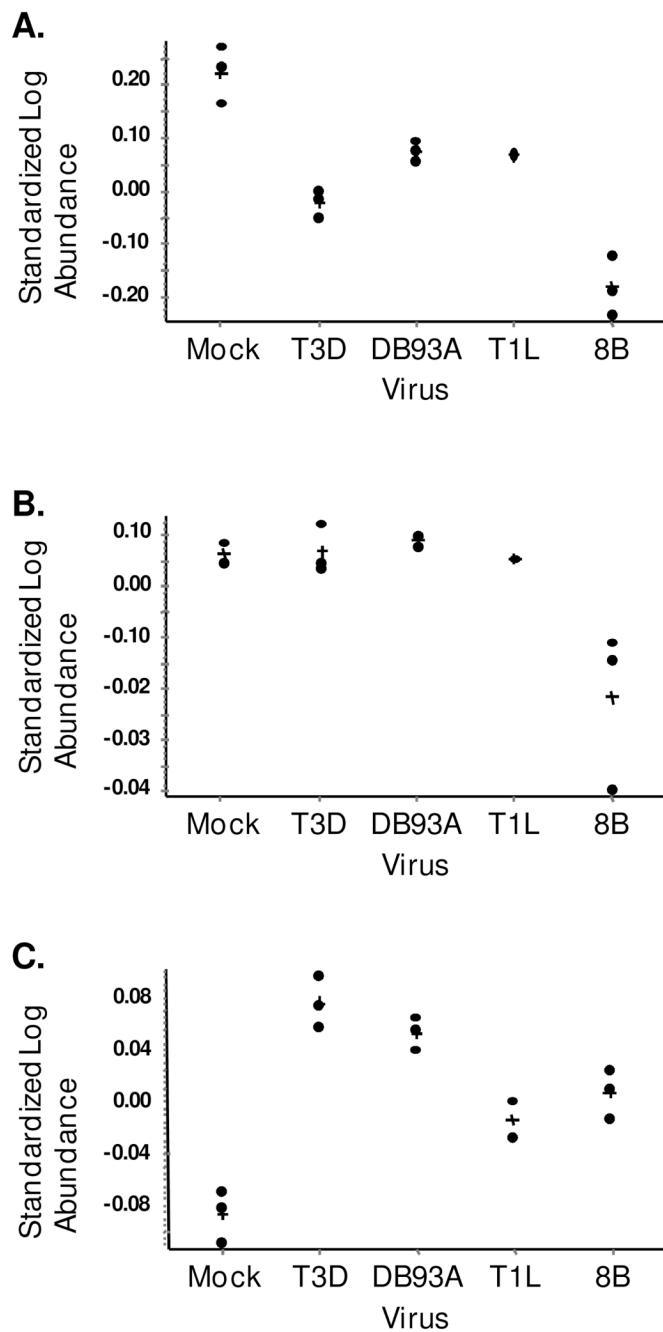 A.
Standardized Log
Abundance
0.20
0.10
0.00
-0.10
-0.20
Mock T3D DB93A T1L 8B
Virus
B.
Standardized Log
Abundance
0.10
0.00
-0.10
-0.02
-0.03
-0.04
Mock T3D DB93A T1L 8B
Virus
C.
Standardized Log
Abundance
0.08
0.04
0.00
-0.04
-0.08
Mock T3D DB93A T1L 8B
Virus